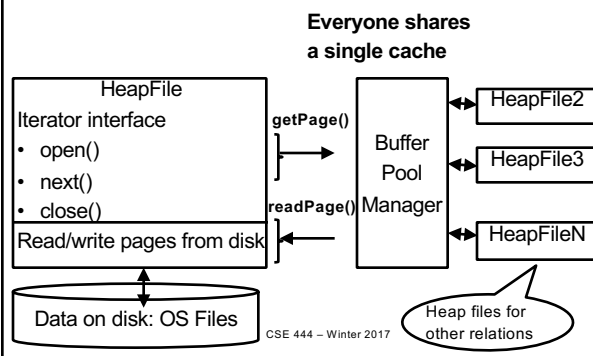 Everyone shares
a single cache
HeapFile
Iterator interface
• open()
• next()
• close()
Read/write pages from disk
getPage()
readPage()
Buffer
Pool
Manager
HeapFile2
HeapFile3
HeapFileN
Data on disk: OS Files
CSE 444 – Winter 2017
Heap files for
other relations